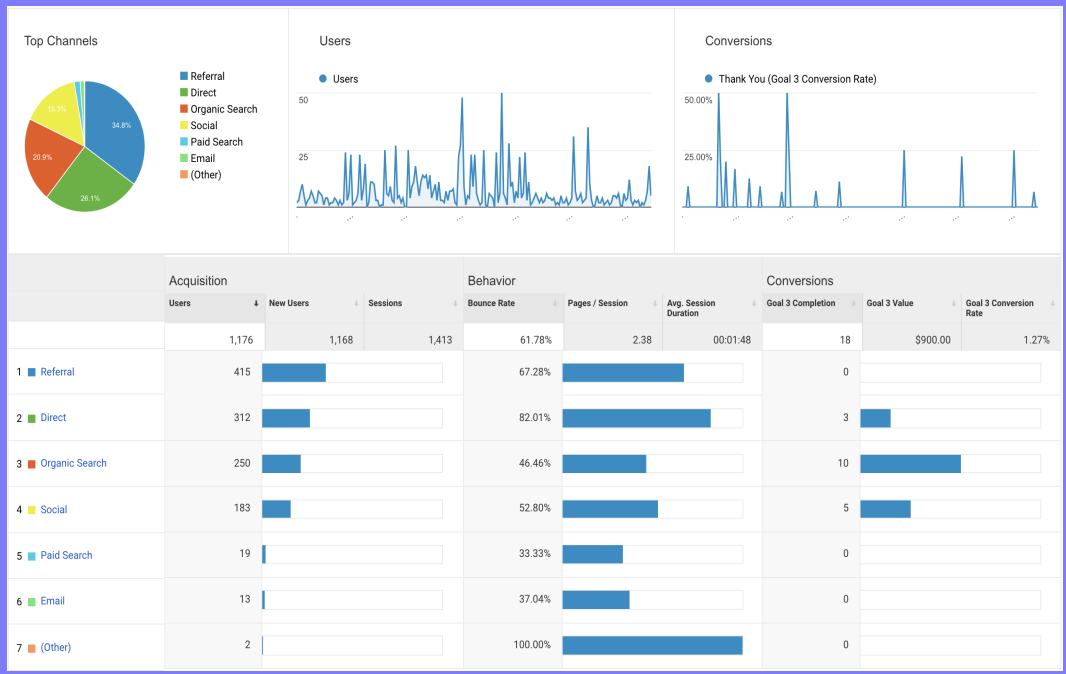 Top Channels
Users
Conversions
Referral
Direct
Organic Search
Social
Paid Search
Email
(Other)
34.8%
26.1%
20.9%
15.3%
Users
50
25
Thank You (Goal 3 Conversion Rate)
50.00%
25.00%
Acquisition Behavior Conversions
Users New Users Sessions Bounce Rate Pages / Session Avg. Session Duration Goal 3 Completion Goal 3 Value Goal 3 Conversion Rate
1,176 1,168 1,413 61.78% 2.38 00:01:48 18 $900.00 1.27%
1 Referral 415 67.28% 0
2 Direct 312 82.01% 3
3 Organic Search 250 46.46% 10
4 Social 183 52.80% 5
5 Paid Search 19 33.33% 0
6 Email 13 37.04% 0
7 (Other) 2 100.00% 0